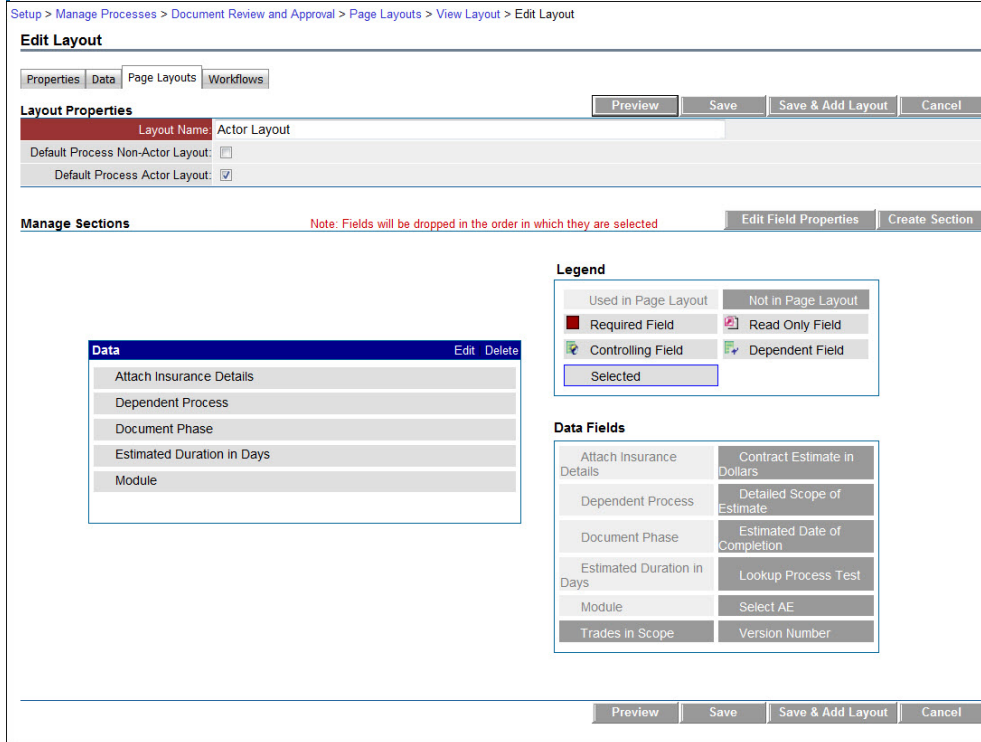 Setup > Manage Processes > Document Review and Approval > Page Layouts > View Layout > Edit Layout
Edit Layout
Properties Data Page Layouts Workflows
Layout Properties
Preview Save Save & Add Layout Cancel
Layout Name: Actor Layout
Default Process Non-Actor Layout:
Default Process Actor Layout:
Manage Sections
Note: Fields will be dropped in the order in which they are selected
Edit Field Properties Create Section
Data Edit Delete
Attach Insurance Details
Dependent Process
Document Phase
Estimated Duration in Days
Module
Legend
Used in Page Layout Not in Page Layout
Required Field Read Only Field
Controlling Field Dependent Field
Selected
Data Fields
Attach Insurance
Details
Contract Estimate in
Dollars
Dependent Process
Detailed Scope of
Estimate
Document Phase
Estimated Date of
Completion
Estimated Duration in
Days
Lookup Process Test
Module Select AE
Trades in Scope Version Number
Preview Save Save & Add Layout Cancel